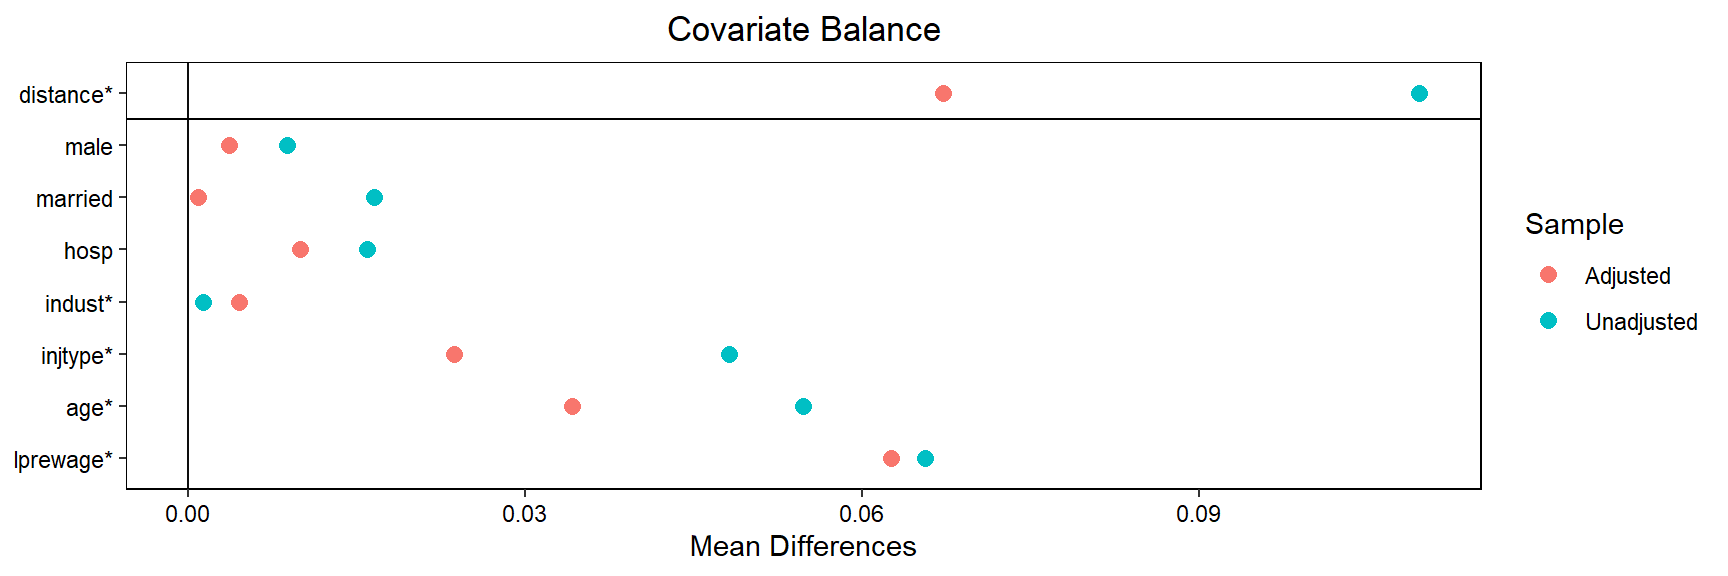 Covariate Balance
distance*
male
married
hosp
indust*
injtype*
age*
lprewage*
0.00 0.03 0.06 0.09
Mean Differences
Sample
Adjusted
Unadjusted